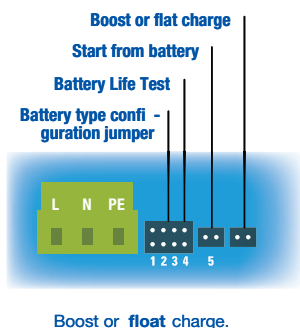 Boost or flat charge
Start from battery
Battery Life Test
Battery type confi -
guration jumper
L N PE
1 2 3 4 5
Boost or float charge.